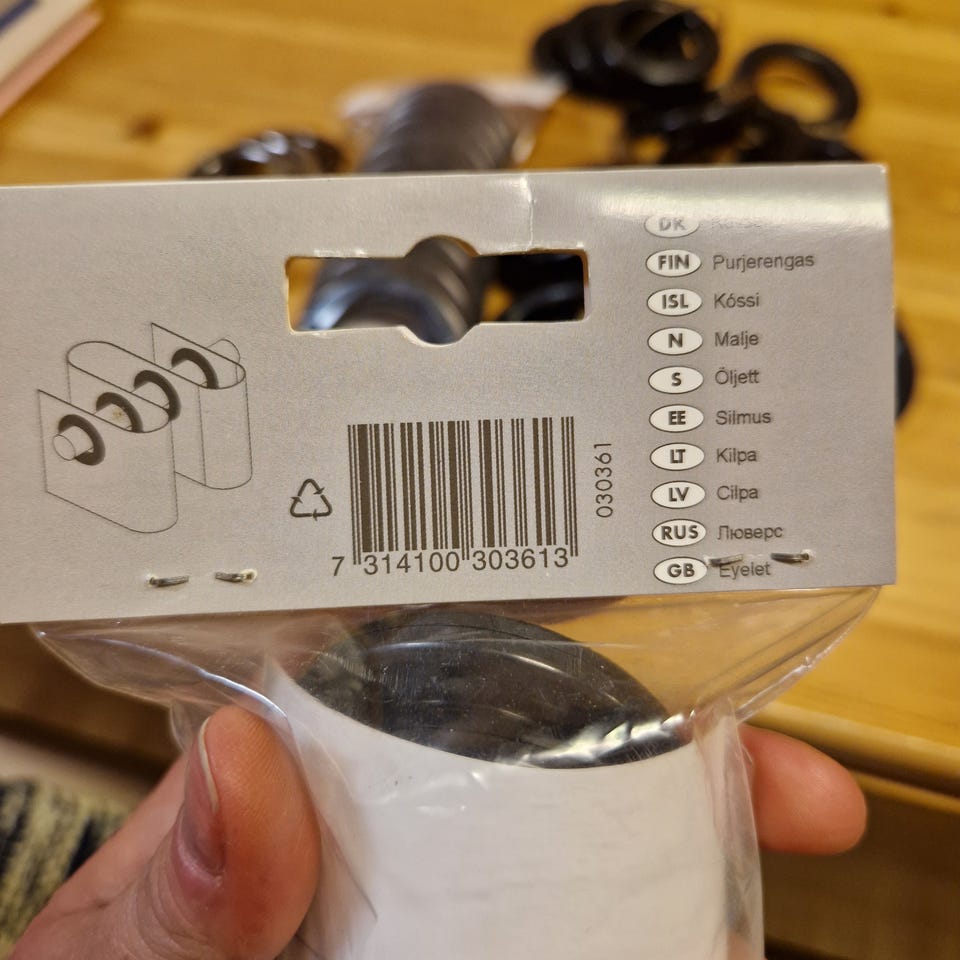 DK
FIN Purjerengas
ISL Kóssi
N Malje
S Öljett
EE Silmus
LT Kilpa
LV Cilpa
RUS Люверс
GB Eyelet
7 314100 303613
030361